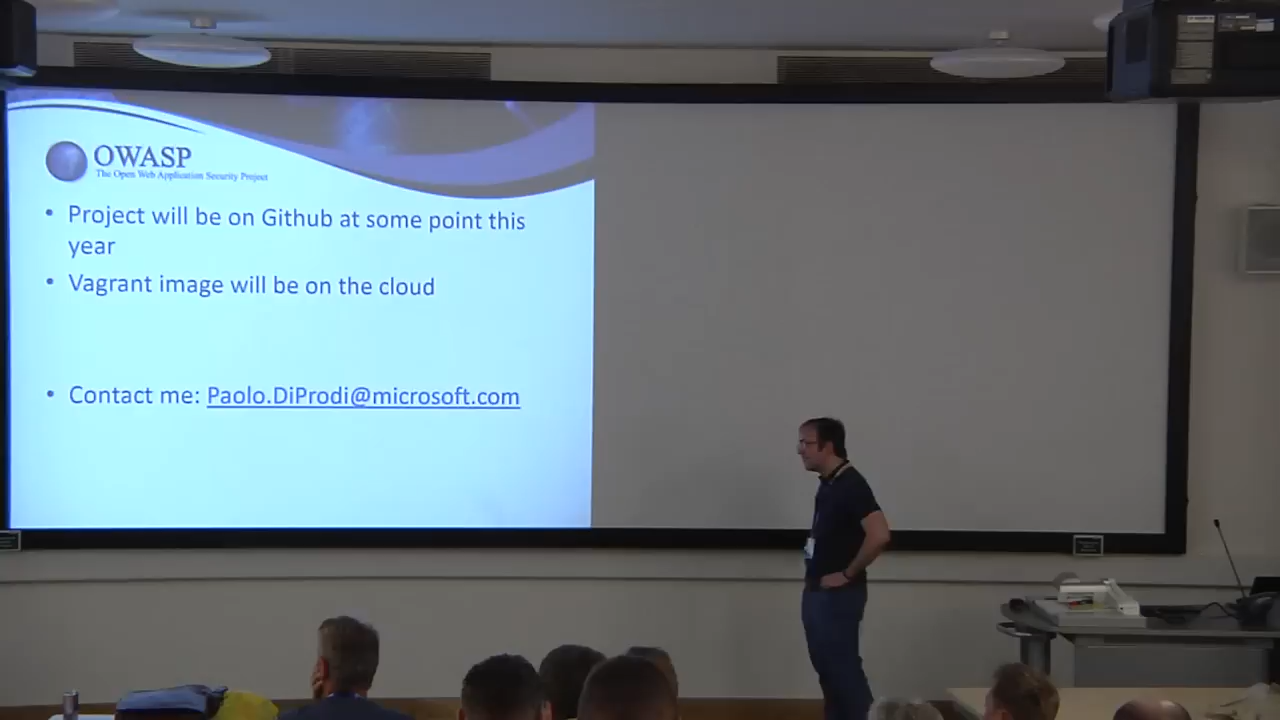 OWASP
The Open Web Application Security Project
• Project will be on Github at some point this
year
• Vagrant image will be on the cloud
• Contact me: Paolo.DiProdi@microsoft.com